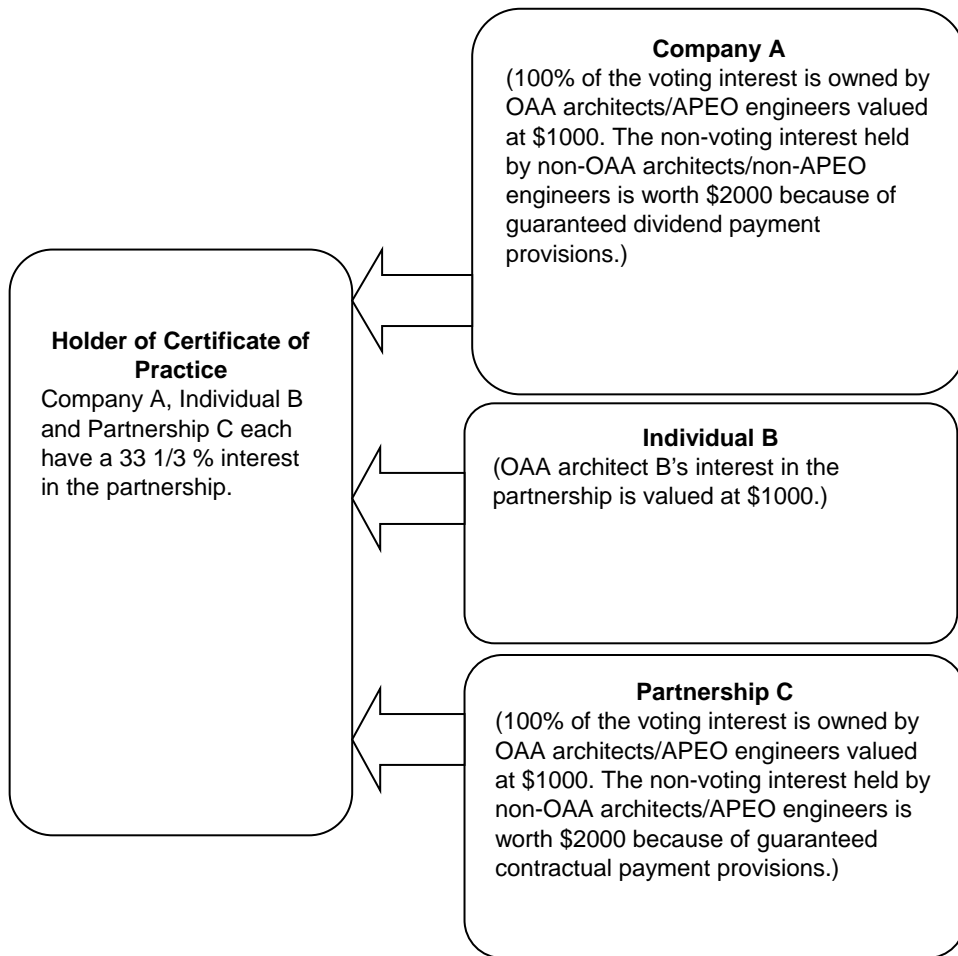 Company A
(100% of the voting interest is owned by
OAA architects/APEO engineers valued
at $1000. The non-voting interest held
by non-OAA architects/non-APEO
engineers is worth $2000 because of
guaranteed dividend payment
provisions.)
Holder of Certificate of
Practice
Company A, Individual B
and Partnership C each
have a 33 1/3 % interest
in the partnership.
Individual B
(OAA architect B’s interest in the
partnership is valued at $1000.)
Partnership C
(100% of the voting interest is owned by
OAA architects/APEO engineers valued
at $1000. The non-voting interest held by
non-OAA architects/APEO engineers is
worth $2000 because of guaranteed
contractual payment provisions.)